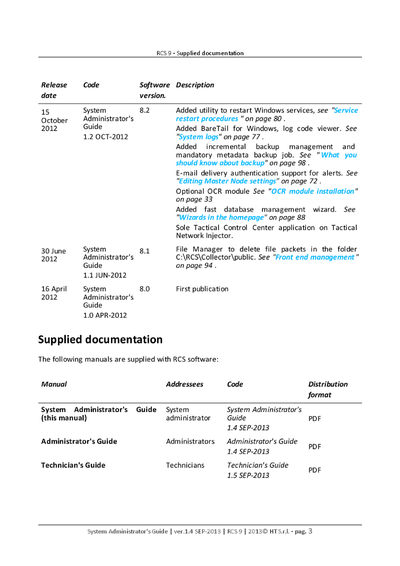 RCS 9 - Supplied documentation
Release date
Code
Software version.
Description
15 October 2012
System Administrator's Guide
1.2 OCT-2012
8.2
Added utility to restart Windows services, see "Service
restart procedures " on page 80 .
Added BareTail for Windows, log code viewer. See
"System logs" on page 77 .
Added incremental backup management and
mandatory metadata backup job. See "What you
should know about backup" on page 98 .
E-mail delivery authentication support for alerts. See
"Editing Master Node settings" on page 72 .
Optional OCR module See "OCR module installation"
on page 33
Added fast database management wizard. See
"Wizards in the homepage" on page 88
Sole Tactical Control Center application on Tactical
Network Injector.
30 June 2012
System Administrator's Guide
1.1 JUN-2012
8.1
File Manager to delete file packets in the folder
C:\RCS\Collector\public. See "Front end management"
on page 94 .
16 April 2012
System Administrator's Guide
1.0 APR-2012
8.0
First publication
Supplied documentation
The following manuals are supplied with RCS software:
Manual
Addressees
Code
Distribution format
System Administrator's Guide
(this manual)
System administrator
System Administrator's Guide
1.4 SEP-2013
PDF
Administrator's Guide
Administrators
Administrator's Guide
1.4 SEP-2013
PDF
Technician's Guide
Technicians
Technician's Guide
1.5 SEP-2013
PDF
System Administrator's Guide | ver.1.4 SEP-2013 | RCS 9 | 2013© HT S.r.l. - pag. 3